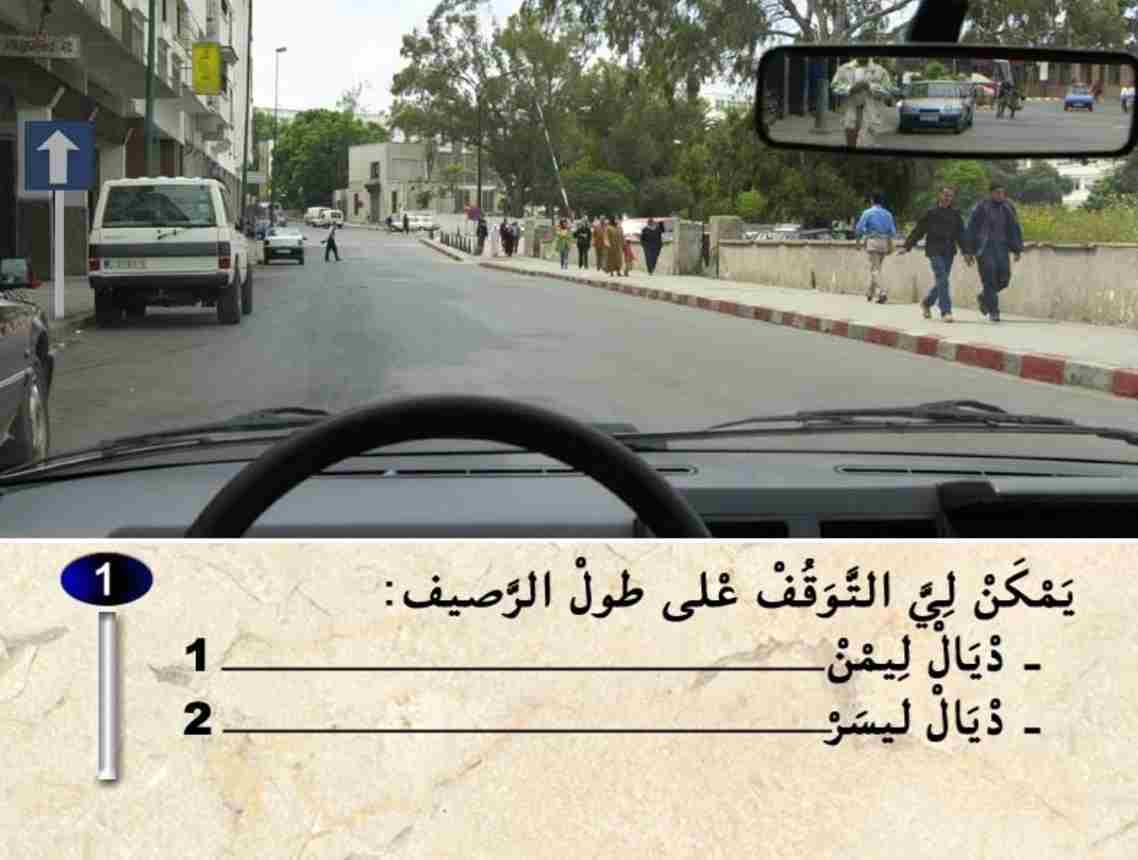 1
يَمْكَنْ لِيَّ التَّوَقُفْ عْلى طولْ الرَّصيف:
- دْيَالْ لِيمْنْ 1
- دْيَالْ ليسَرْ 2